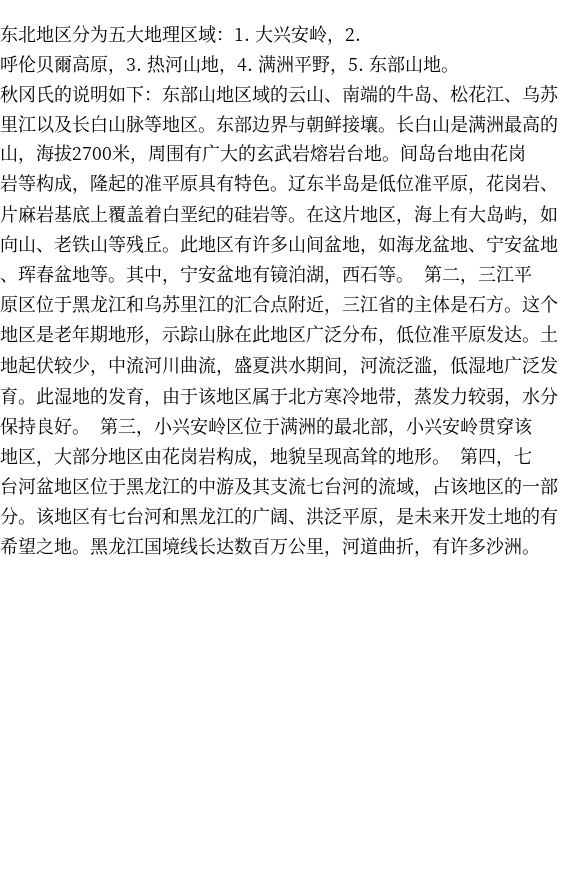 东北地区分为五大地理区域：1. 大兴安岭，2.
呼伦贝爾高原，3. 热河山地，4. 满洲平野，5. 东部山地。
秋冈氏的说明如下：东部山地区域的云山、南端的牛岛、松花江、乌苏
里江以及长白山脉等地区。东部边界与朝鲜接壤。长白山是满洲最高的
山，海拔2700米，周围有广大的玄武岩熔岩台地。间岛台地由花岗
岩等构成，隆起的准平原具有特色。辽东半岛是低位准平原，花岗岩、
片麻岩基底上覆盖着白垩纪的硅岩等。在这片地区，海上有大岛屿，如
向山、老铁山等残丘。此地区有许多山间盆地，如海龙盆地、宁安盆地
、珲春盆地等。其中，宁安盆地有镜泊湖，西石等。 第二，三江平
原区位于黑龙江和乌苏里江的汇合点附近，三江省的主体是石方。这个
地区是老年期地形，示踪山脉在此地区广泛分布，低位准平原发达。土
地起伏较少，中流河川曲流，盛夏洪水期间，河流泛滥，低湿地广泛发
育。此湿地的发育，由于该地区属于北方寒冷地带，蒸发力较弱，水分
保持良好。 第三，小兴安岭区位于满洲的最北部，小兴安岭贯穿该
地区，大部分地区由花岗岩构成，地貌呈现高耸的地形。 第四，七
台河盆地区位于黑龙江的中游及其支流七台河的流域，占该地区的一部
分。该地区有七台河和黑龙江的广阔、洪泛平原，是未来开发土地的有
希望之地。黑龙江国境线长达数百万公里，河道曲折，有许多沙洲。